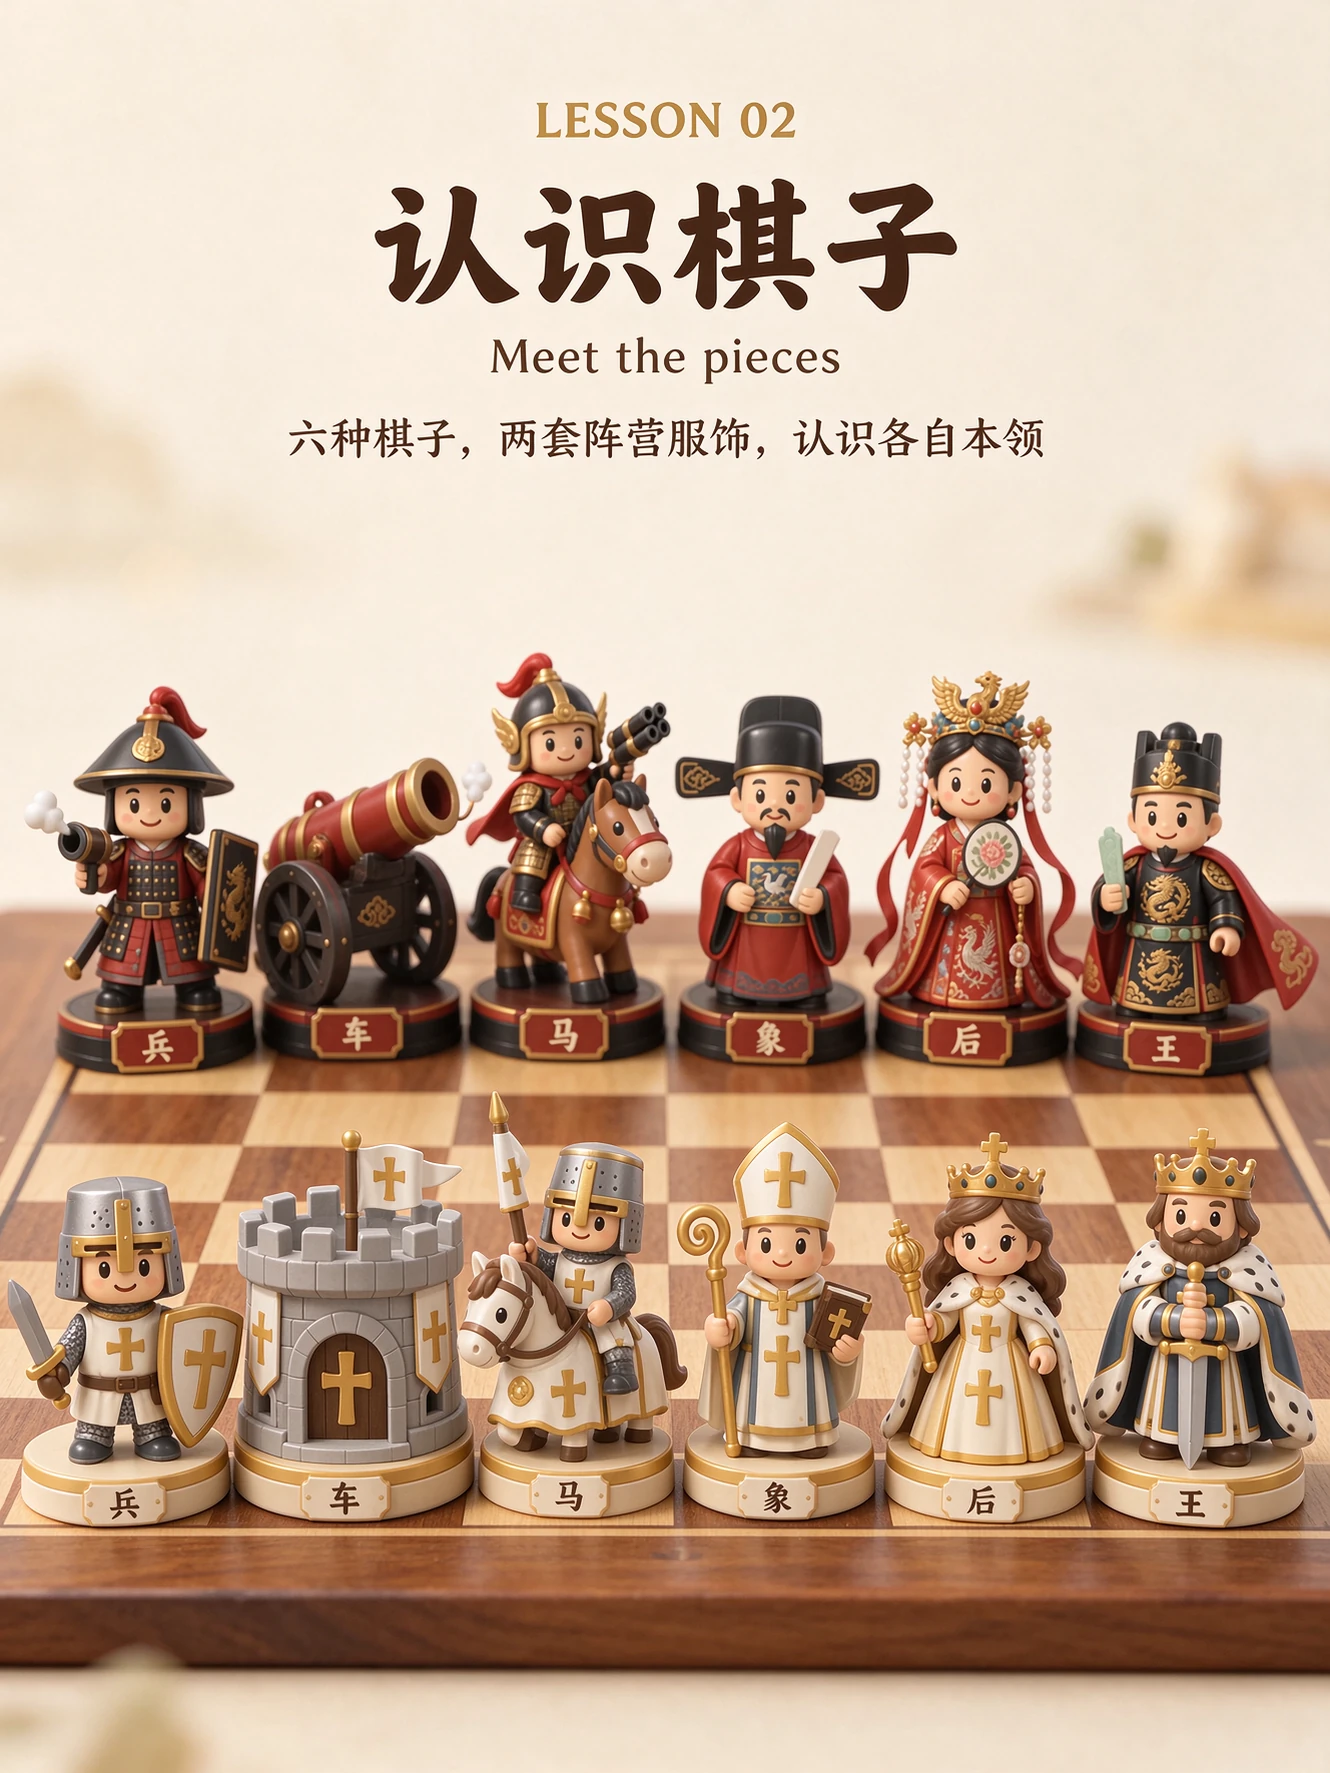 LESSON 02
认识棋子
Meet the pieces
六种棋子，两套阵营服饰，认识各自本领
兵 车 马 象 后 王
兵 车 马 象 后 王